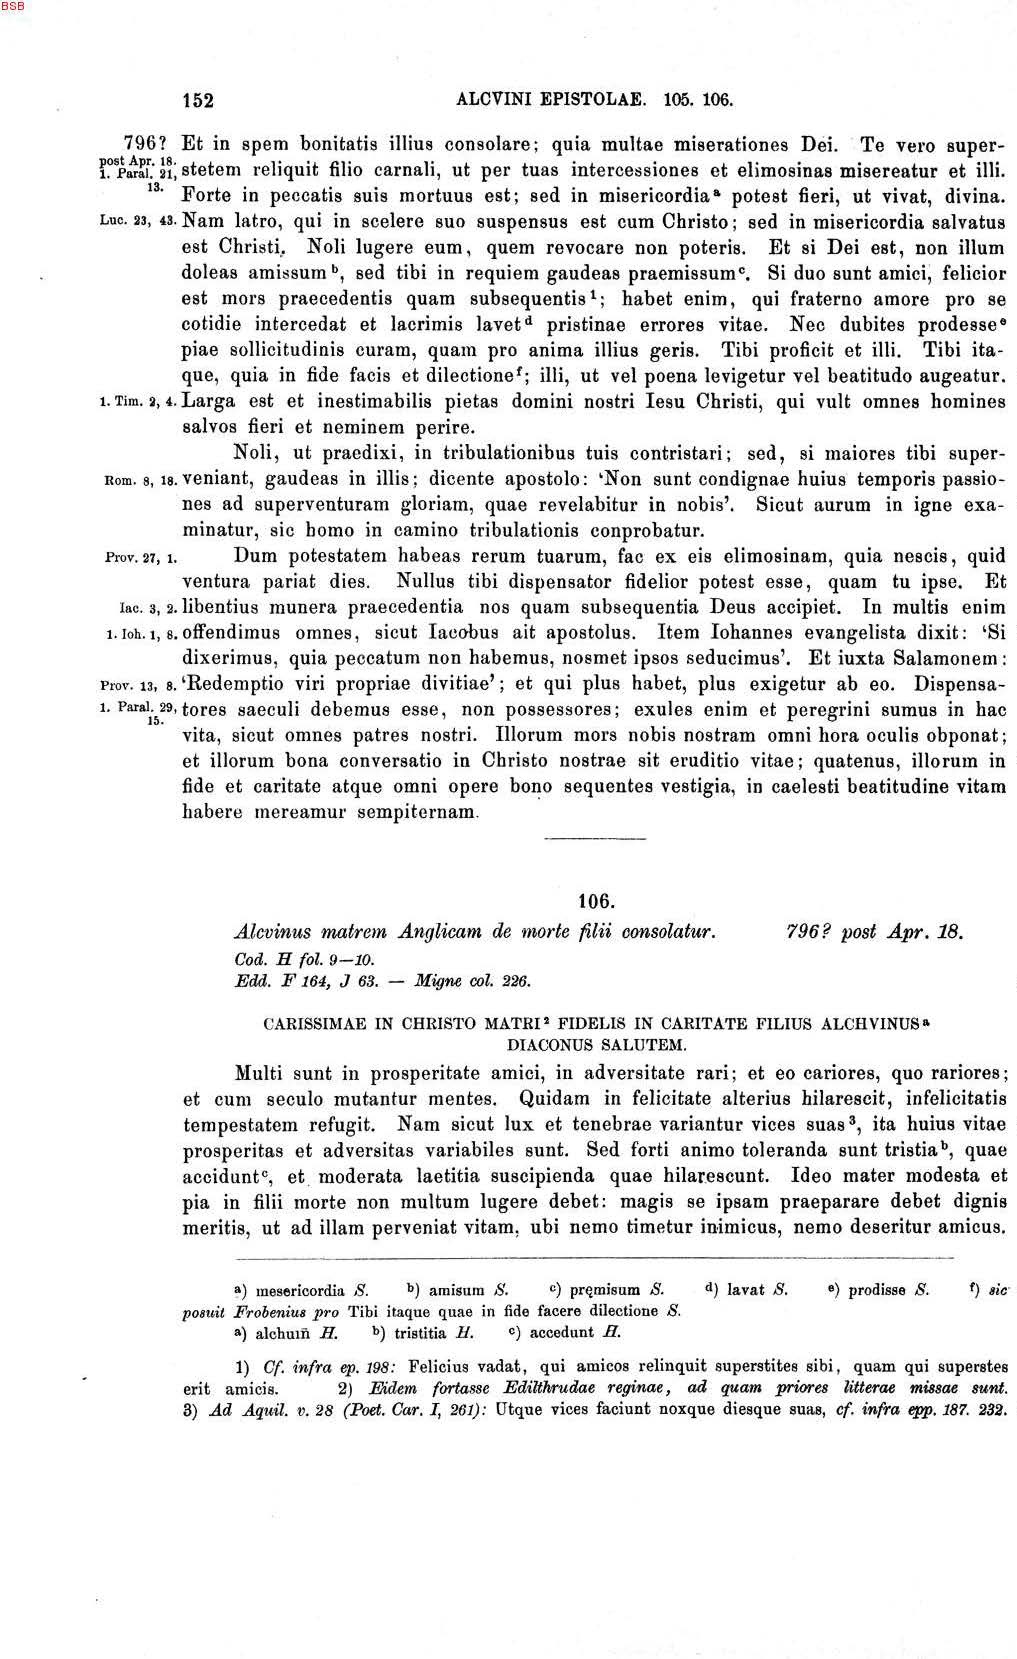 BSB
152 ALCVINI EPISTOLAE. 105. 106.
796? Et in spem bonitatis illius consolare; quia multae miserationes Dei. Te vero super-
post Apr. 18.
1. Paral. 21, stetem reliquit filio carnali, ut per tuas intercessiones et elimosinas misereatur et illi.
13. Forte in peccatis suis mortuus est; sed in misericordiaᵃ potest fieri, ut vivat, divina.
Luc. 23, 43. Nam latro, qui in scelere suo suspensus est cum Christo; sed in misericordia salvatus
est Christi. Noli lugere eum, quem revocare non poteris. Et si Dei est, non illum
doleas amissumᵇ, sed tibi in requiem gaudeas praemissumᶜ. Si duo sunt amici, felicior
est mors praecedentis quam subsequentis¹; habet enim, qui fraterno amore pro se
cotidie intercedat et lacrimis lavetᵈ pristinae errores vitae. Nec dubites prodesseᵉ
piae sollicitudinis curam, quam pro anima illius geris. Tibi proficit et illi. Tibi ita-
que, quia in fide facis et dilectioneᶠ; illi, ut vel poena levigetur vel beatitudo augeatur.
1. Tim. 2, 4. Larga est et inestimabilis pietas domini nostri Iesu Christi, qui vult omnes homines
salvos fieri et neminem perire.
Noli, ut praedixi, in tribulationibus tuis contristari; sed, si maiores tibi super-
Rom. 8, 18. veniant, gaudeas in illis; dicente apostolo: ‘Non sunt condignae huius temporis passio-
nes ad superventuram gloriam, quae revelabitur in nobis’. Sicut aurum in igne exa-
minatur, sic homo in camino tribulationis conprobatur.
Prov. 27, 1. Dum potestatem habeas rerum tuarum, fac ex eis elimosinam, quia nescis, quid
ventura pariat dies. Nullus tibi dispensator fidelior potest esse, quam tu ipse. Et
Iac. 3, 2. libentius munera praecedentia nos quam subsequentia Deus accipiet. In multis enim
1. Ioh. 1, 8. offendimus omnes, sicut Iacobus ait apostolus. Item Iohannes evangelista dixit: ‘Si
dixerimus, quia peccatum non habemus, nosmet ipsos seducimus’. Et iuxta Salamonem:
Prov. 13, 8. ‘Redemptio viri propriae divitiae’; et qui plus habet, plus exigetur ab eo. Dispensa-
1. Paral. 29, tores saeculi debemus esse, non possessores; exules enim et peregrini sumus in hac
15.
vita, sicut omnes patres nostri. Illorum mors nobis nostram omni hora oculis obponat;
et illorum bona conversatio in Christo nostrae sit eruditio vitae; quatenus, illorum in
fide et caritate atque omni opere bono sequentes vestigia, in caelesti beatitudine vitam
habere mereamur sempiternam.
106.
Alcvinus matrem Anglicam de morte filii consolatur. 796? post Apr. 18.
Cod. H fol. 9—10.
Edd. F 164, J 63. — Migne col. 226.
CARISSIMAE IN CHRISTO MATRI² FIDELIS IN CARITATE FILIUS ALCHVINUSᵃ
DIACONUS SALUTEM.
Multi sunt in prosperitate amici, in adversitate rari; et eo cariores, quo rariores;
et cum seculo mutantur mentes. Quidam in felicitate alterius hilarescit, infelicitatis
tempestatem refugit. Nam sicut lux et tenebrae variantur vices suas³, ita huius vitae
prosperitas et adversitas variabiles sunt. Sed forti animo toleranda sunt tristiaᵇ, quae
acciduntᶜ, et moderata laetitia suscipienda quae hilarescunt. Ideo mater modesta et
pia in filii morte non multum lugere debet: magis se ipsam praeparare debet dignis
meritis, ut ad illam perveniat vitam, ubi nemo timetur inimicus, nemo deseritur amicus.
a) mesericordia S. b) amisum S. c) pręmisum S. d) lavat S. e) prodisse S. f) sic
posuit Frobenius pro Tibi itaque quae in fide facere dilectione S.
a) alchuiñ H. b) tristitia H. c) accedunt H.
1) Cf. infra ep. 198: Felicius vadat, qui amicos relinquit superstites sibi, quam qui superstes
erit amicis. 2) Eidem fortasse Edilthrudae reginae, ad quam priores litterae missae sunt.
3) Ad Aquil. v. 28 (Poet. Car. I, 261): Utque vices faciunt noxque diesque suas, cf. infra epp. 187. 232.